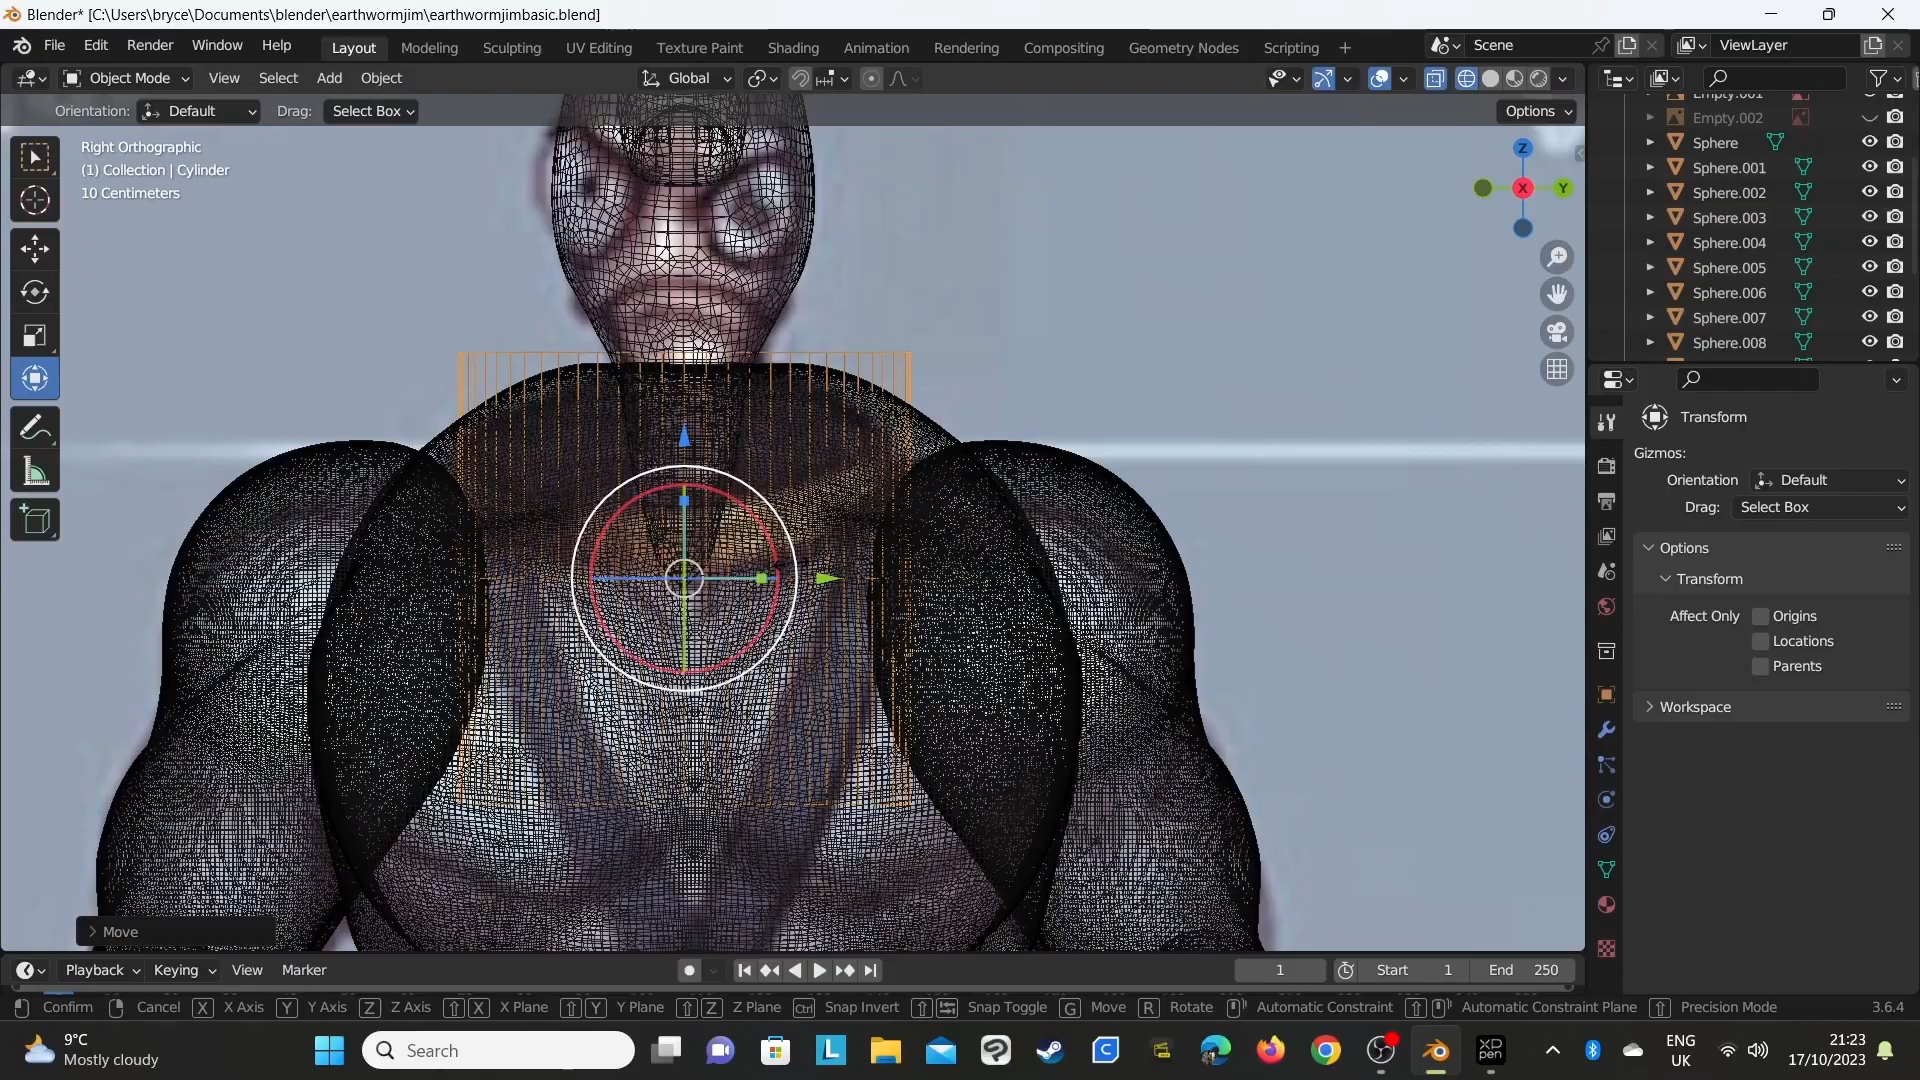 Blender* [C:\Users\bryce\Documents\blender\earthwormjim\earthwormjimbasic.blend]
File Edit Render Window Help Layout Modeling Sculpting UV Editing Texture Paint Shading Animation Rendering Compositing Geometry Nodes Scripting + Scene ViewLayer
Object Mode View Select Add Object Global
Orientation: Default Drag: Select Box Options
Right Orthographic
(1) Collection | Cylinder
10 Centimeters
Z
X
Y
Empty.001
Empty.002
Sphere
Sphere.001
Sphere.002
Sphere.003
Sphere.004
Sphere.005
Sphere.006
Sphere.007
Sphere.008
Transform
Gizmos:
Orientation Default
Drag: Select Box
Options
Transform
Affect Only Origins
Locations
Parents
Workspace
Move
Playback Keying View Marker 1 Start 1 End 250
Confirm Cancel X X Axis Y Y Axis Z Z Axis X X Plane Y Y Plane Z Z Plane Ctrl Snap Invert Snap Toggle G Move R Rotate Automatic Constraint Automatic Constraint Plane Precision Mode 3.6.4
9°C
Mostly cloudy
Search
L
C
XP
pen
ENG
UK
21:23
17/10/2023